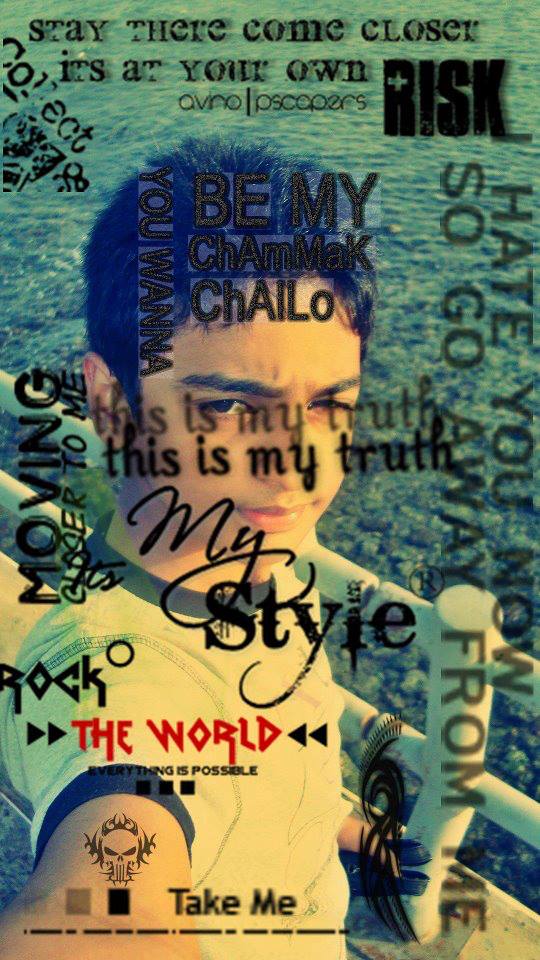 stay there come closer
its at your own RISK
avino|pscapers
collect &
YOU WANNA
BE MY
ChAmMaK
ChAlLo
I HATE YOU NOW
SO GO AWAY FROM ME
MOVING
CLOSER TO ME
this is my truth
this is my truth
My
Style®
ROCK
THE WORLD
EVERYTHING IS POSSIBLE
Take Me